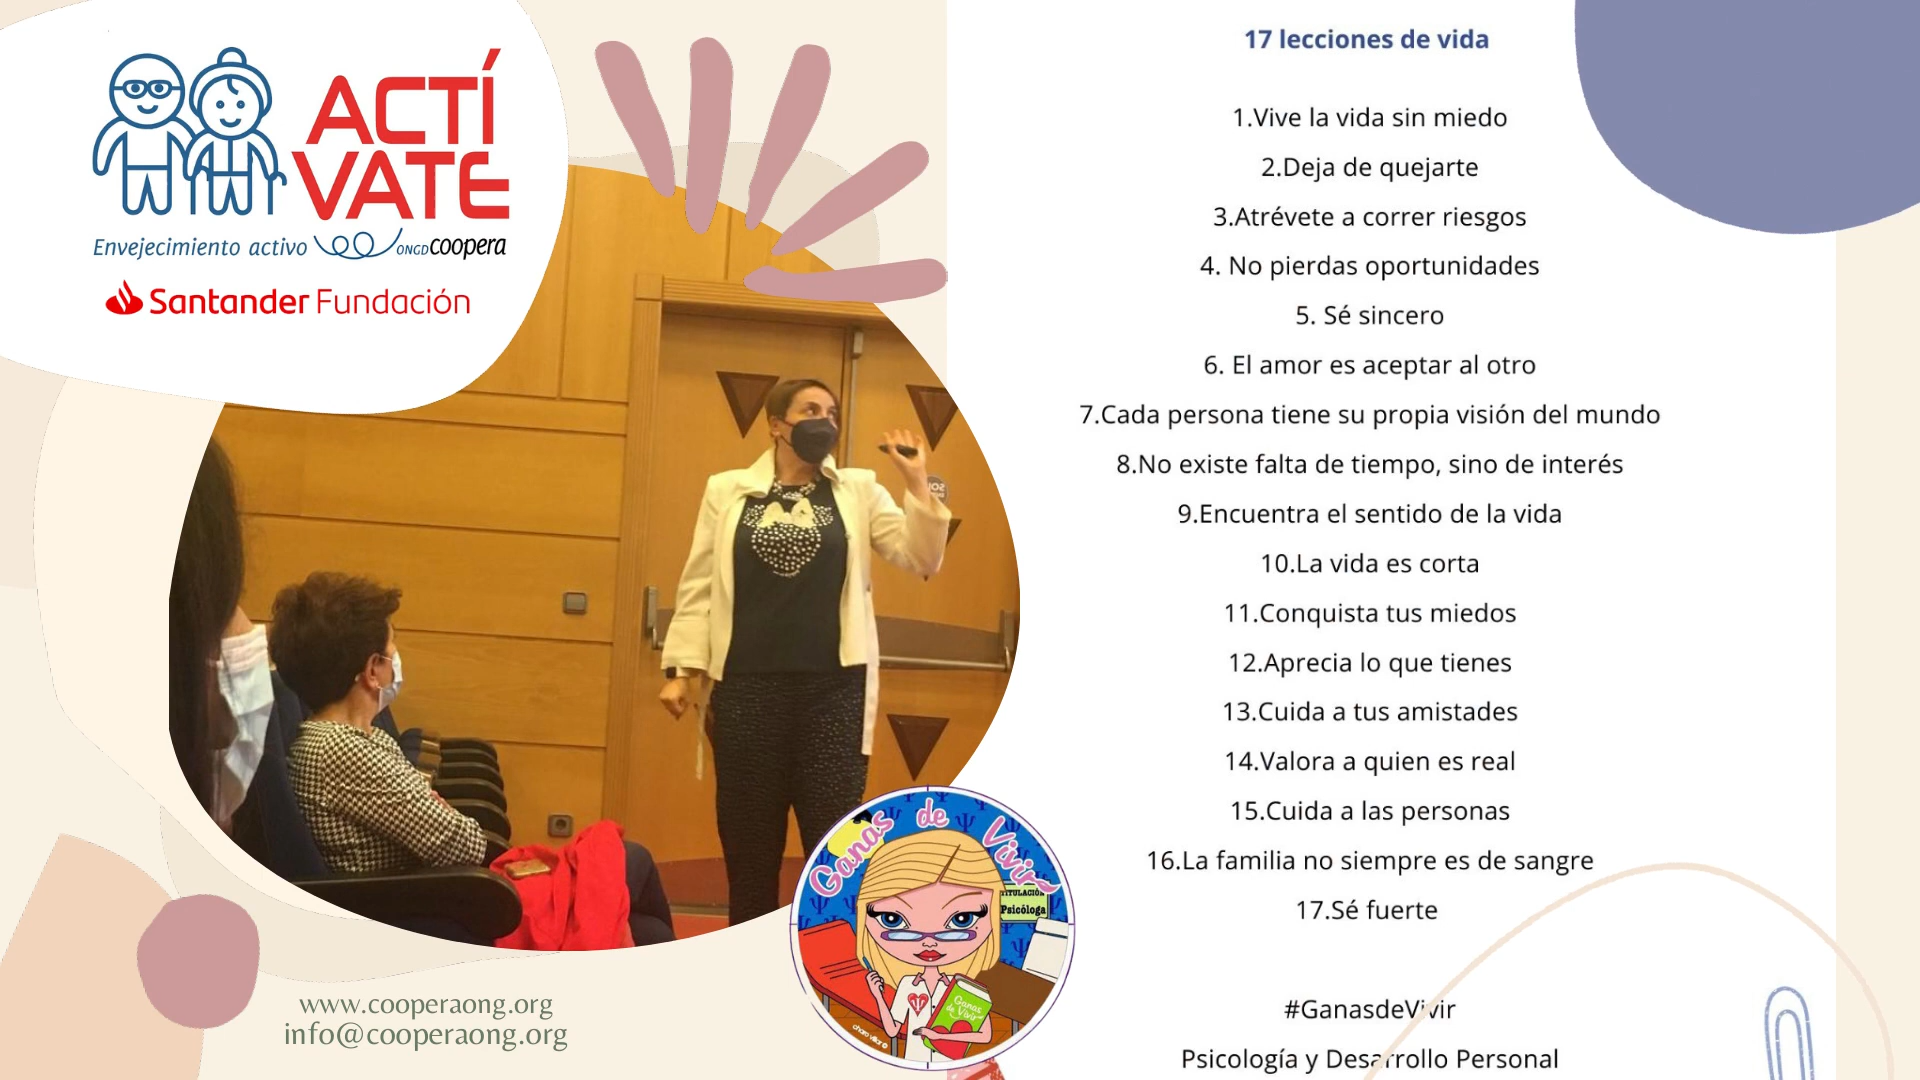 ACTÍ
VATE
Envejecimiento activo ONGD coopera
Santander Fundación
17 lecciones de vida
1.Vive la vida sin miedo
2.Deja de quejarte
3.Atrévete a correr riesgos
4. No pierdas oportunidades
5. Sé sincero
6. El amor es aceptar al otro
7.Cada persona tiene su propia visión del mundo
8.No existe falta de tiempo, sino de interés
9.Encuentra el sentido de la vida
10.La vida es corta
11.Conquista tus miedos
12.Aprecia lo que tienes
13.Cuida a tus amistades
14.Valora a quien es real
15.Cuida a las personas
16.La familia no siempre es de sangre
17.Sé fuerte
#GanasdeVivir
Psicología y Desarrollo Personal
Ganas de Vivir
TITULACIÓN
Psicóloga
Ganas
de Vivir
www.cooperaong.org
info@cooperaong.org